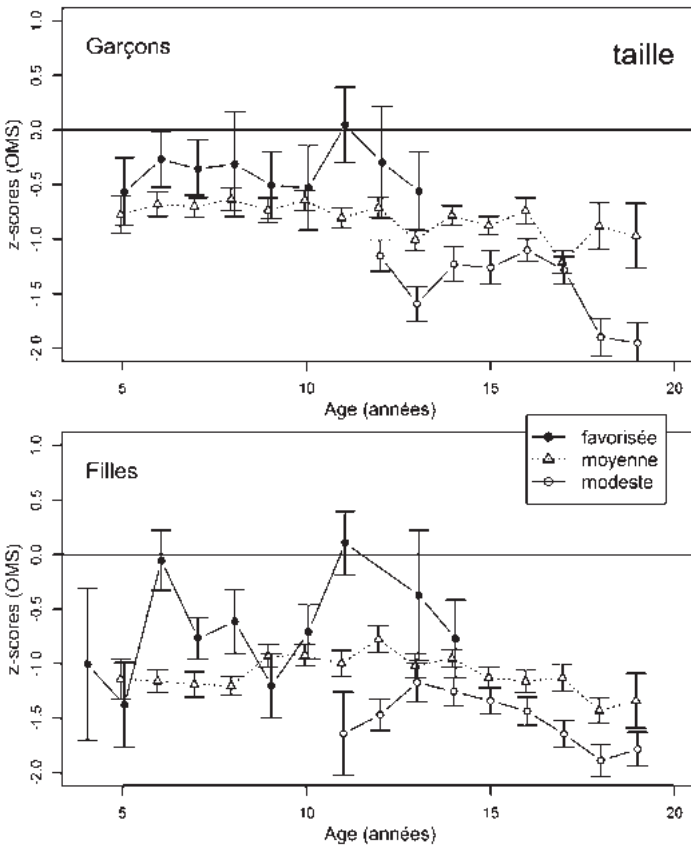 Garçons
taille
z-scores (OMS)
1.0
0.5
0.0
-0.5
-1.0
-1.5
-2.0
5
10
15
20
Age (années)
favorisée
moyenne
modeste
Filles
z-scores (OMS)
1.0
0.5
0.0
-0.5
-1.0
-1.5
-2.0
5
10
15
20
Age (années)